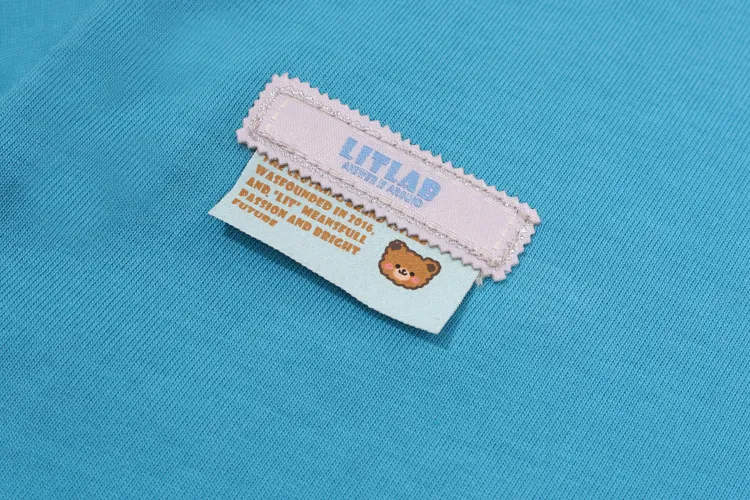 LITLAB
WASFOUNDED IN 2016,
AND "LIT" MEANSFULL
PASSION AND BRIGHT
FUTURE